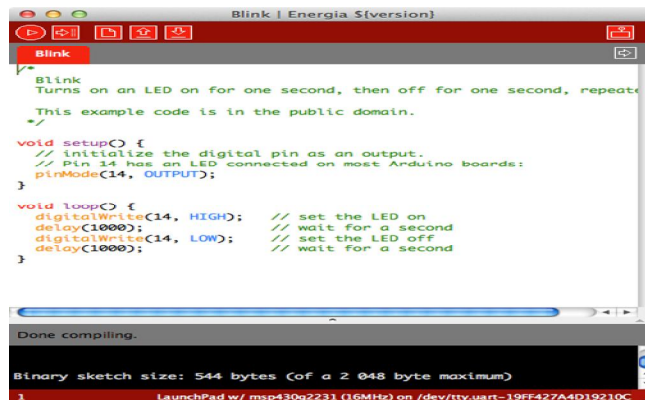 Blink | Energia ${version}
Blink
/*
Blink
Turns on an LED on for one second, then off for one second, repeate
This example code is in the public domain.
*/
void setup() {
// initialize the digital pin as an output.
// Pin 14 has an LED connected on most Arduino boards:
pinMode(14, OUTPUT);
}
void loop() {
digitalWrite(14, HIGH);   // set the LED on
delay(1000);              // wait for a second
digitalWrite(14, LOW);    // set the LED off
delay(1000);              // wait for a second
}
Done compiling.
Binary sketch size: 544 bytes (of a 2 048 byte maximum)
1 LaunchPad w/ msp430g2231 (16MHz) on /dev/tty.uart-19FF427A4D19210C